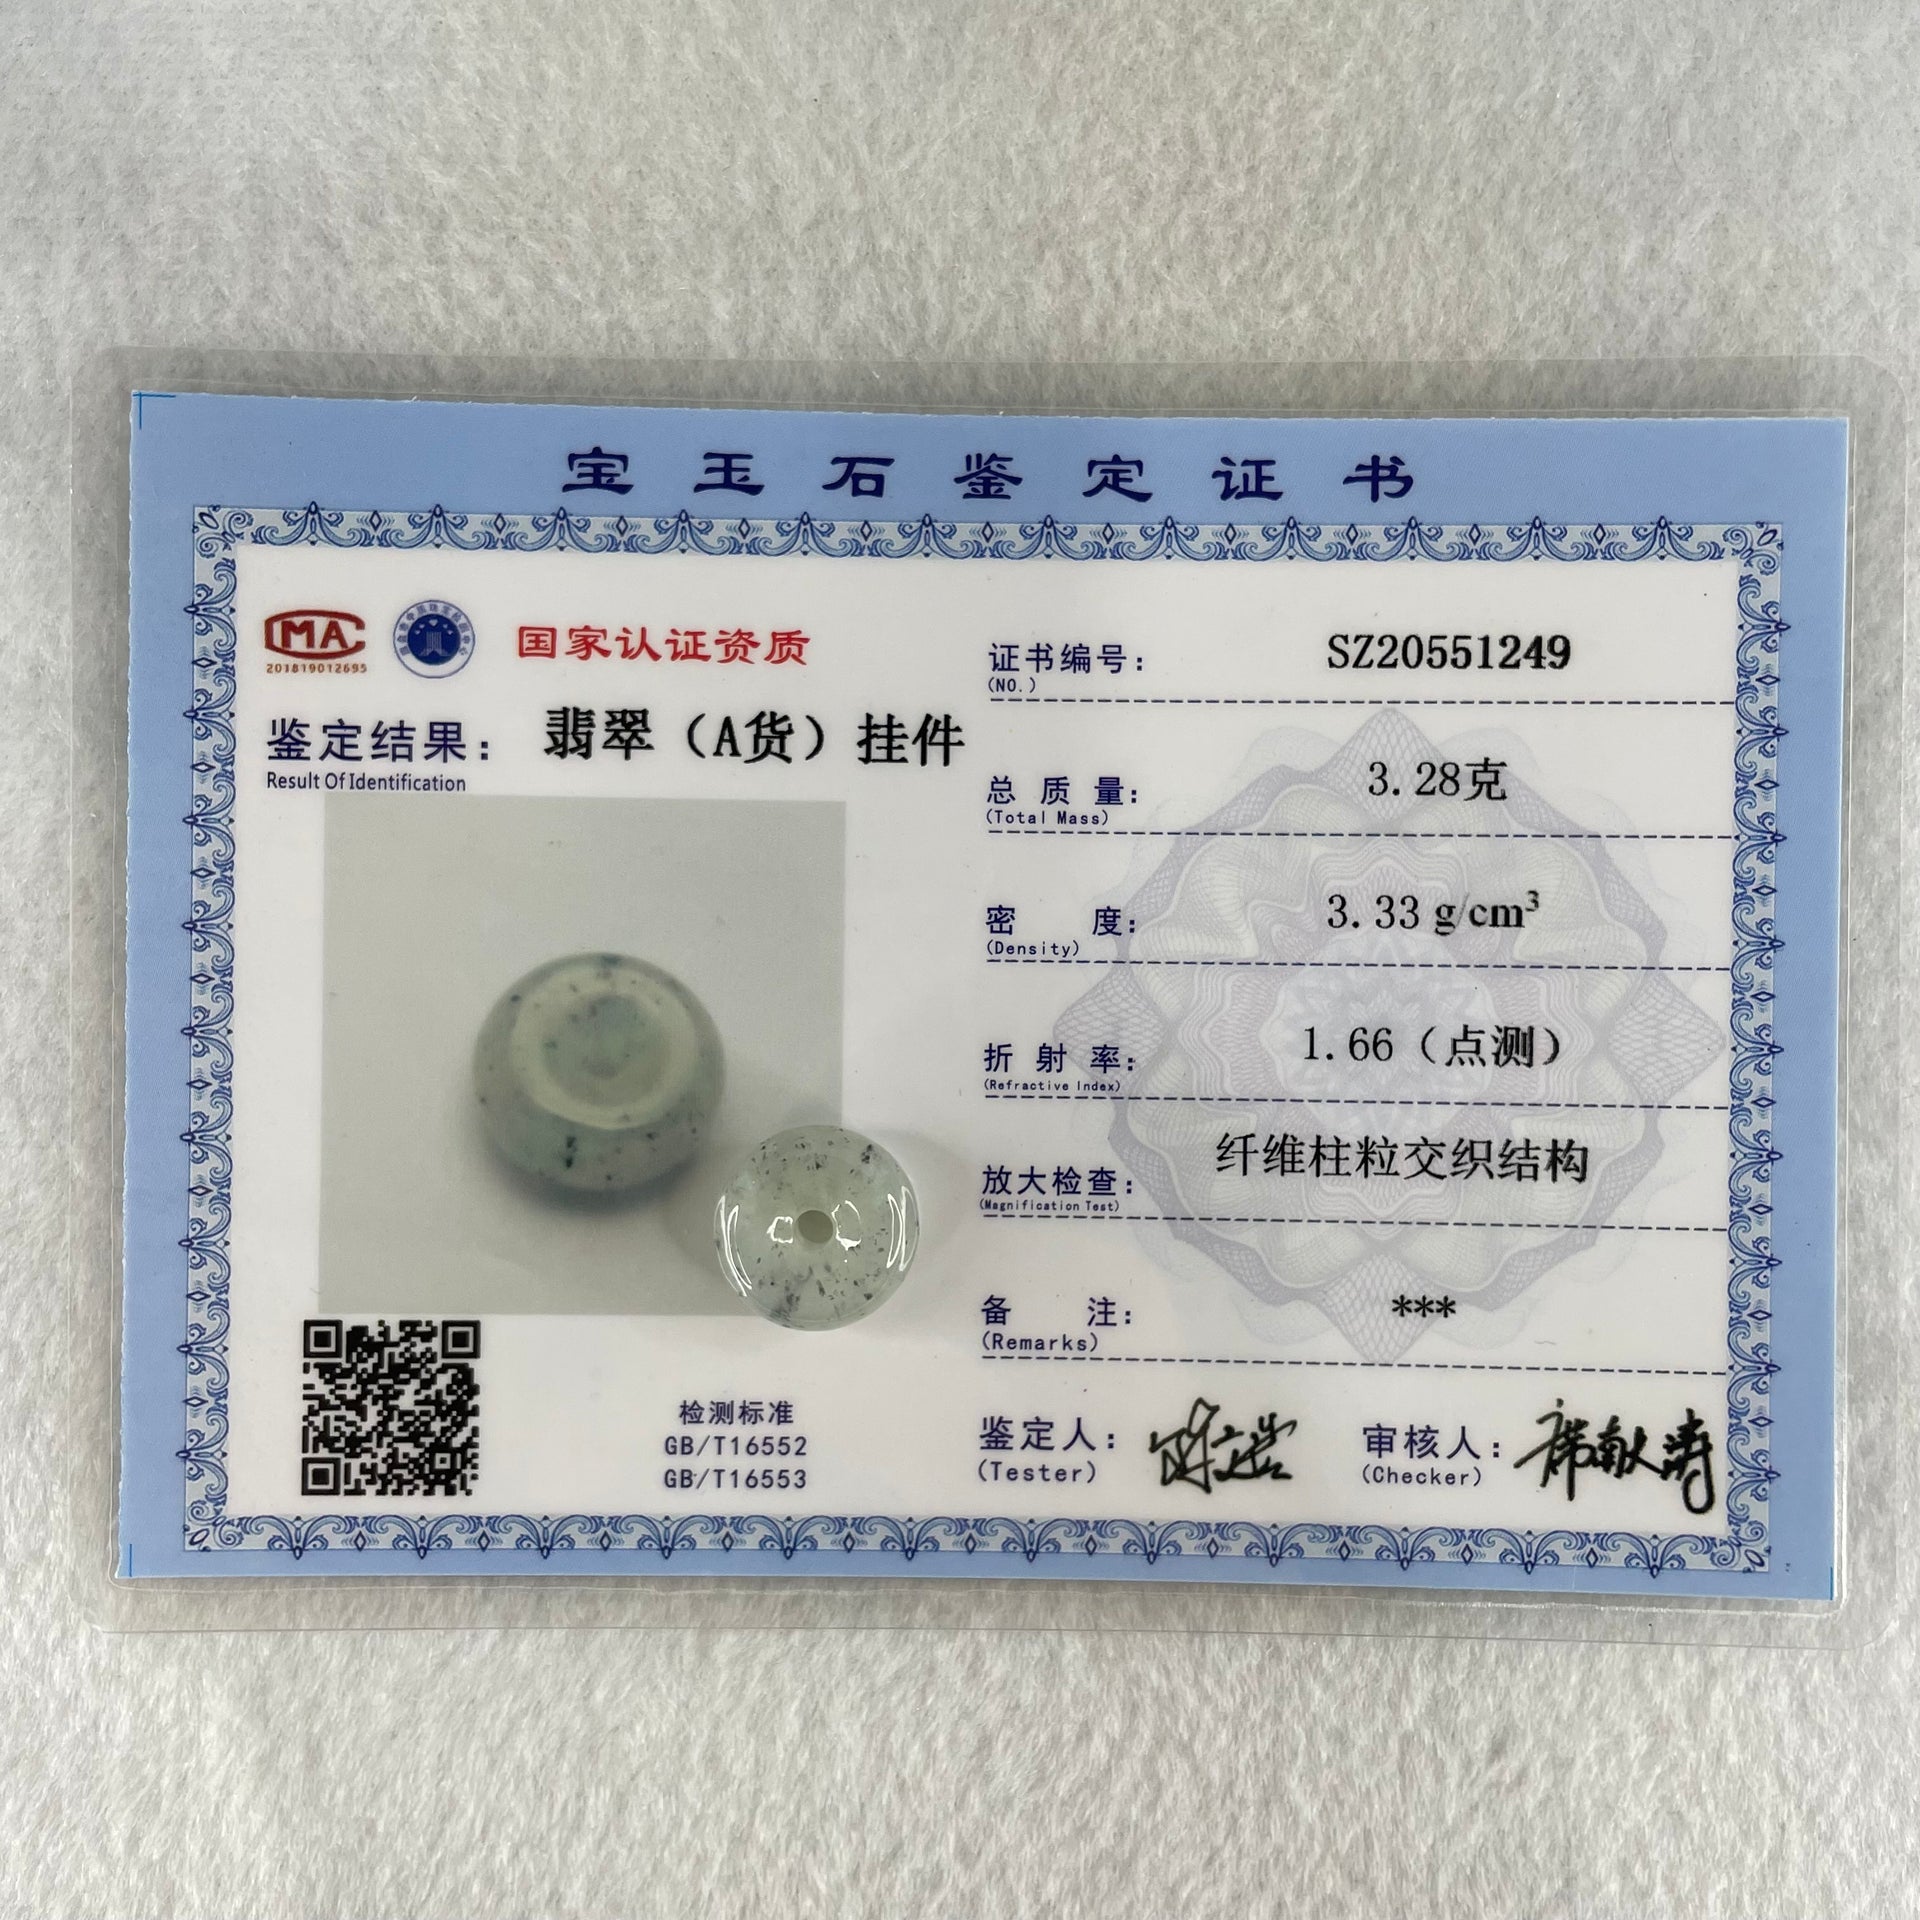 宝玉石鉴定证书
MA
201819012695
国家认证资质
鉴定结果： 翡翠（A货）挂件
Result Of Identification
检测标准
GB/T16552
GB/T16553
证书编号： SZ20551249
(NO.)
总质量： 3.28克
(Total Mass)
密度： 3.33 g/cm³
(Density)
折射率： 1.66（点测）
(Refractive Index)
放大检查： 纤维柱粒交织结构
(Magnification Test)
备注： ***
(Remarks)
鉴定人：
(Tester)
审核人：
(Checker)